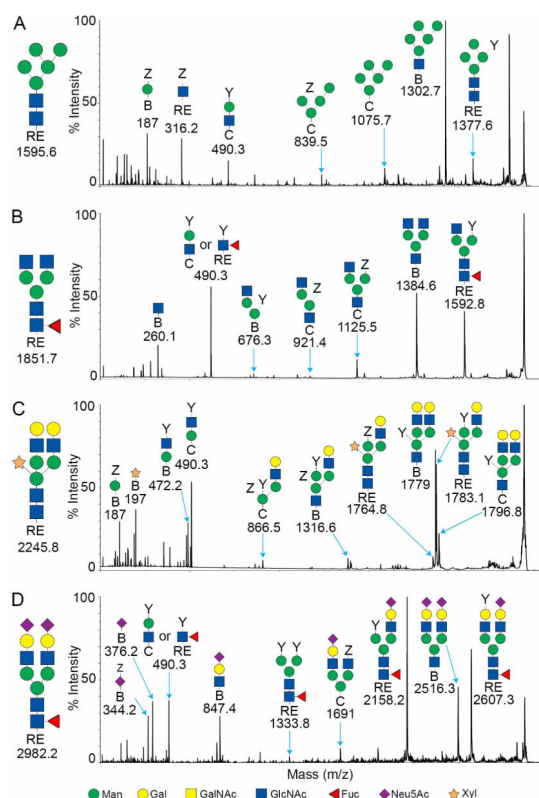 A
100
50
0
% Intensity
RE
1595.6
Z
B
187
Z
RE
316.2
Y
C
490.3
Z
C
839.5
C
1075.7
B
1302.7
Y
RE
1377.6
B
100
50
0
% Intensity
RE
1851.7
B
260.1
Y
C
or
Y
RE
490.3
Y
B
676.3
Z
C
921.4
Z
C
1125.5
B
1384.6
Y
RE
1592.8
C
100
50
0
% Intensity
RE
2245.8
Z
B
187
B
197
Y
B
472.2
Y
C
490.3
Z
Y
C
866.5
Y
Z
B
1316.6
Z
RE
1764.8
Y
B
1779
Y
RE
1783.1
Y
C
1796.8
D
100
50
0
% Intensity
RE
2982.2
B
376.2
Z
B
344.2
Y
C
or
Y
RE
490.3
B
847.4
Y Y
RE
1333.8
Z
C
1691
Y
RE
2158.2
B
2516.3
Y
RE
2607.3
Mass (m/z)
Man Gal GalNAc GlcNAc Fuc Neu5Ac Xyl